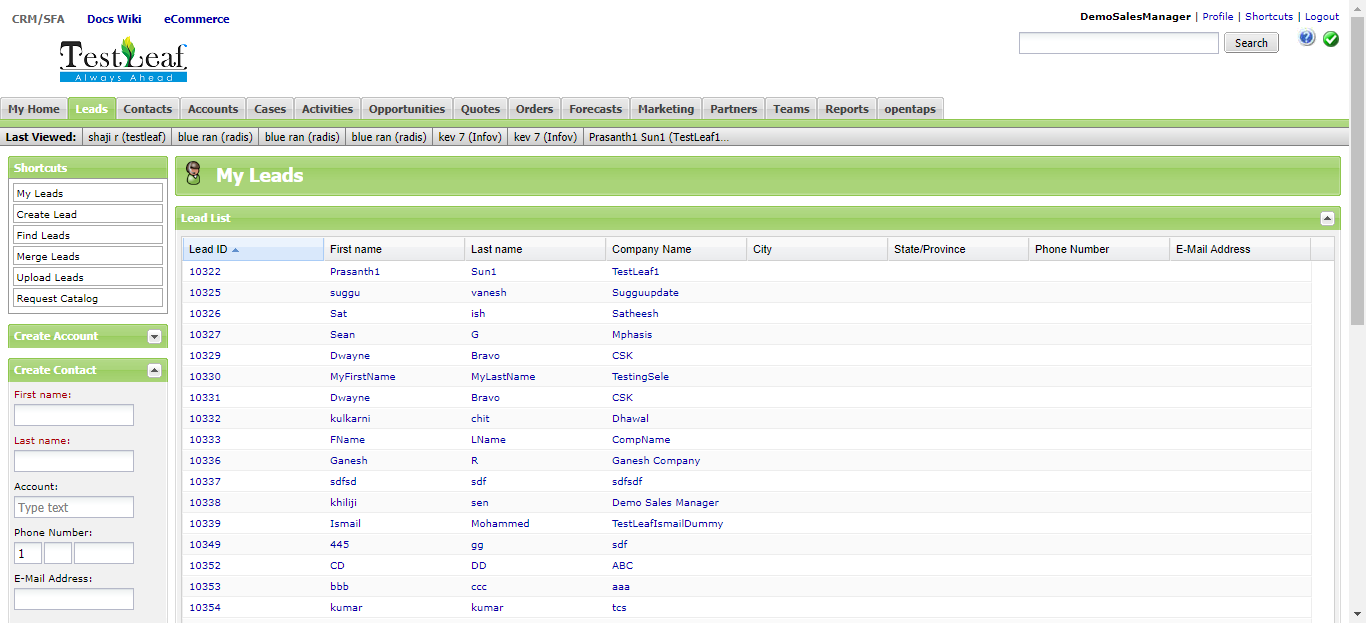 CRM/SFA Docs Wiki eCommerce
DemoSalesManager | Profile | Shortcuts | Logout
TestLeaf
Always Ahead
Search
My Home Leads Contacts Accounts Cases Activities Opportunities Quotes Orders Forecasts Marketing Partners Teams Reports opentaps
Last Viewed: shaji r (testleaf) blue ran (radis) blue ran (radis) blue ran (radis) kev 7 (Infov) kev 7 (Infov) Prasanth1 Sun1 (TestLeaf1...
Shortcuts
My Leads
Create Lead
Find Leads
Merge Leads
Upload Leads
Request Catalog
Create Account
Create Contact
First name:
Last name:
Account:
Type text
Phone Number:
1
E-Mail Address:
My Leads
Lead List
Lead ID First name Last name Company Name City State/Province Phone Number E-Mail Address
10322 Prasanth1 Sun1 TestLeaf1
10325 suggu vanesh Sugguupdate
10326 Sat ish Satheesh
10327 Sean G Mphasis
10329 Dwayne Bravo CSK
10330 MyFirstName MyLastName TestingSele
10331 Dwayne Bravo CSK
10332 kulkarni chit Dhawal
10333 FName LName CompName
10336 Ganesh R Ganesh Company
10337 sdfsd sdf sdfsdf
10338 khiliji sen Demo Sales Manager
10339 Ismail Mohammed TestLeafIsmailDummy
10349 445 gg sdf
10352 CD DD ABC
10353 bbb ccc aaa
10354 kumar kumar tcs